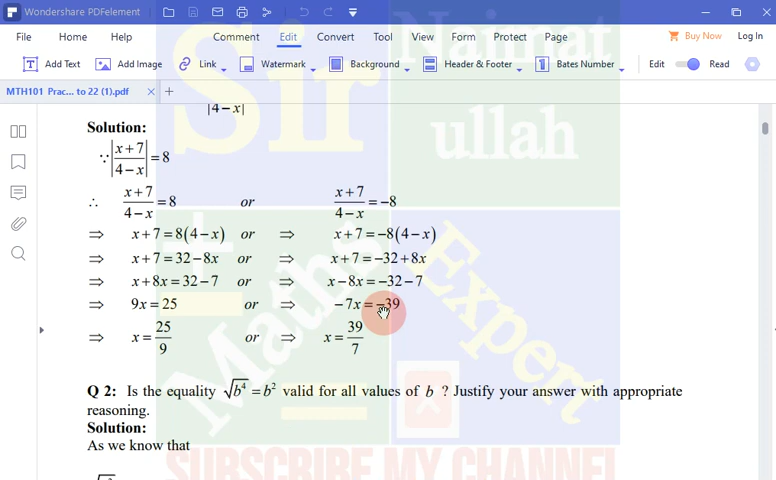 Wondershare PDFelement
File Home Help Comment Edit Convert Tool View Form Protect Page Buy Now Log In
Add Text Add Image Link Watermark Background Header & Footer Bates Number Edit Read
MTH101 Prac... to 22 (1).pdf
Sir Naimat
ullah
Maths Expert
SUBSCRIBE MY CHANNEL
|4−x|
Solution:
∵ |(x+7)/(4−x)| = 8
∴ (x+7)/(4−x) = 8 or (x+7)/(4−x) = −8
⇒ x+7 = 8(4−x) or ⇒ x+7 = −8(4−x)
⇒ x+7 = 32−8x or ⇒ x+7 = −32+8x
⇒ x+8x = 32−7 or ⇒ x−8x = −32−7
⇒ 9x = 25 or ⇒ −7x = −39
⇒ x = 25/9 or ⇒ x = 39/7
Q 2: Is the equality √b⁴ = b² valid for all values of b ? Justify your answer with appropriate
reasoning.
Solution:
As we know that